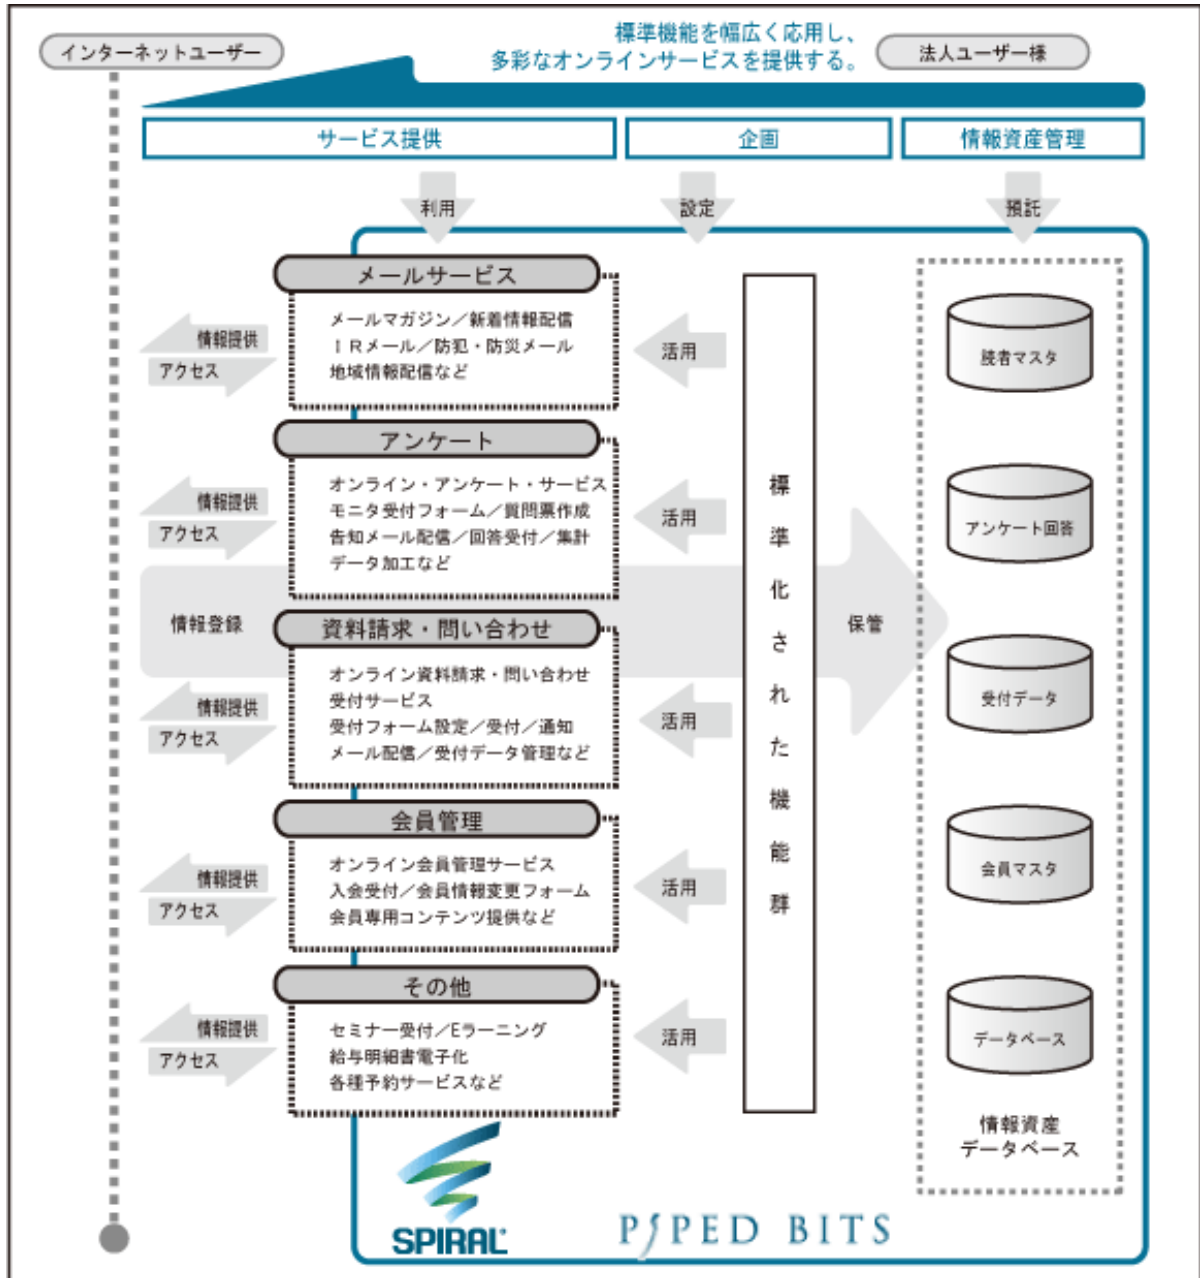 インターネットユーザー
標準機能を幅広く応用し、
多彩なオンラインサービスを提供する。
法人ユーザー様
サービス提供
企画
情報資産管理
利用
設定
預託
メールサービス
メールマガジン／新着情報配信
ＩＲメール／防犯・防災メール
地域情報配信など
情報提供
アクセス
活用
読者マスタ
アンケート
オンライン・アンケート・サービス
モニタ受付フォーム／質問票作成
告知メール配信／回答受付／集計
データ加工など
情報提供
アクセス
活用
アンケート回答
標準化された機能群
情報登録
保管
資料請求・問い合わせ
オンライン資料請求・問い合わせ
受付サービス
受付フォーム設定／受付／通知
メール配信／受付データ管理など
情報提供
アクセス
活用
受付データ
会員管理
オンライン会員管理サービス
入会受付／会員情報変更フォーム
会員専用コンテンツ提供など
情報提供
アクセス
活用
会員マスタ
その他
セミナー受付／Eラーニング
給与明細書電子化
各種予約サービスなど
情報提供
アクセス
活用
データベース
情報資産
データベース
SPIRAL®
PIPED BITS